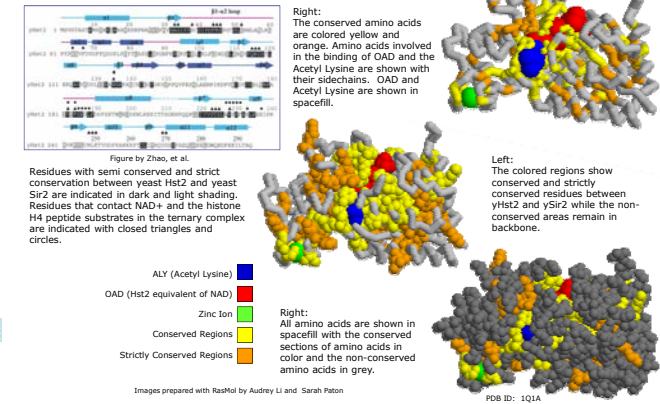 β1-α2 loop
Figure by Zhao, et al.
Residues with semi conserved and strict
conservation between yeast Hst2 and yeast
Sir2 are indicated in dark and light shading.
Residues that contact NAD+ and the histone
H4 peptide substrates in the ternary complex
are indicated with closed triangles and
circles.
Right:
The conserved amino acids
are colored yellow and
orange. Amino acids involved
in the binding of OAD and the
Acetyl Lysine are shown with
their sidechains. OAD and
Acetyl Lysine are shown in
spacefill.
Left:
The colored regions show
conserved and strictly
conserved residues between
yHst2 and ySir2 while the non-
conserved areas remain in
backbone.
ALY (Acetyl Lysine)
OAD (Hst2 equivalent of NAD)
Zinc Ion
Conserved Regions
Strictly Conserved Regions
Right:
All amino acids are shown in
spacefill with the conserved
sections of amino acids in
color and the non-conserved
amino acids in grey.
Images prepared with RasMol by Audrey Li and Sarah Paton
PDB ID: 1Q1A